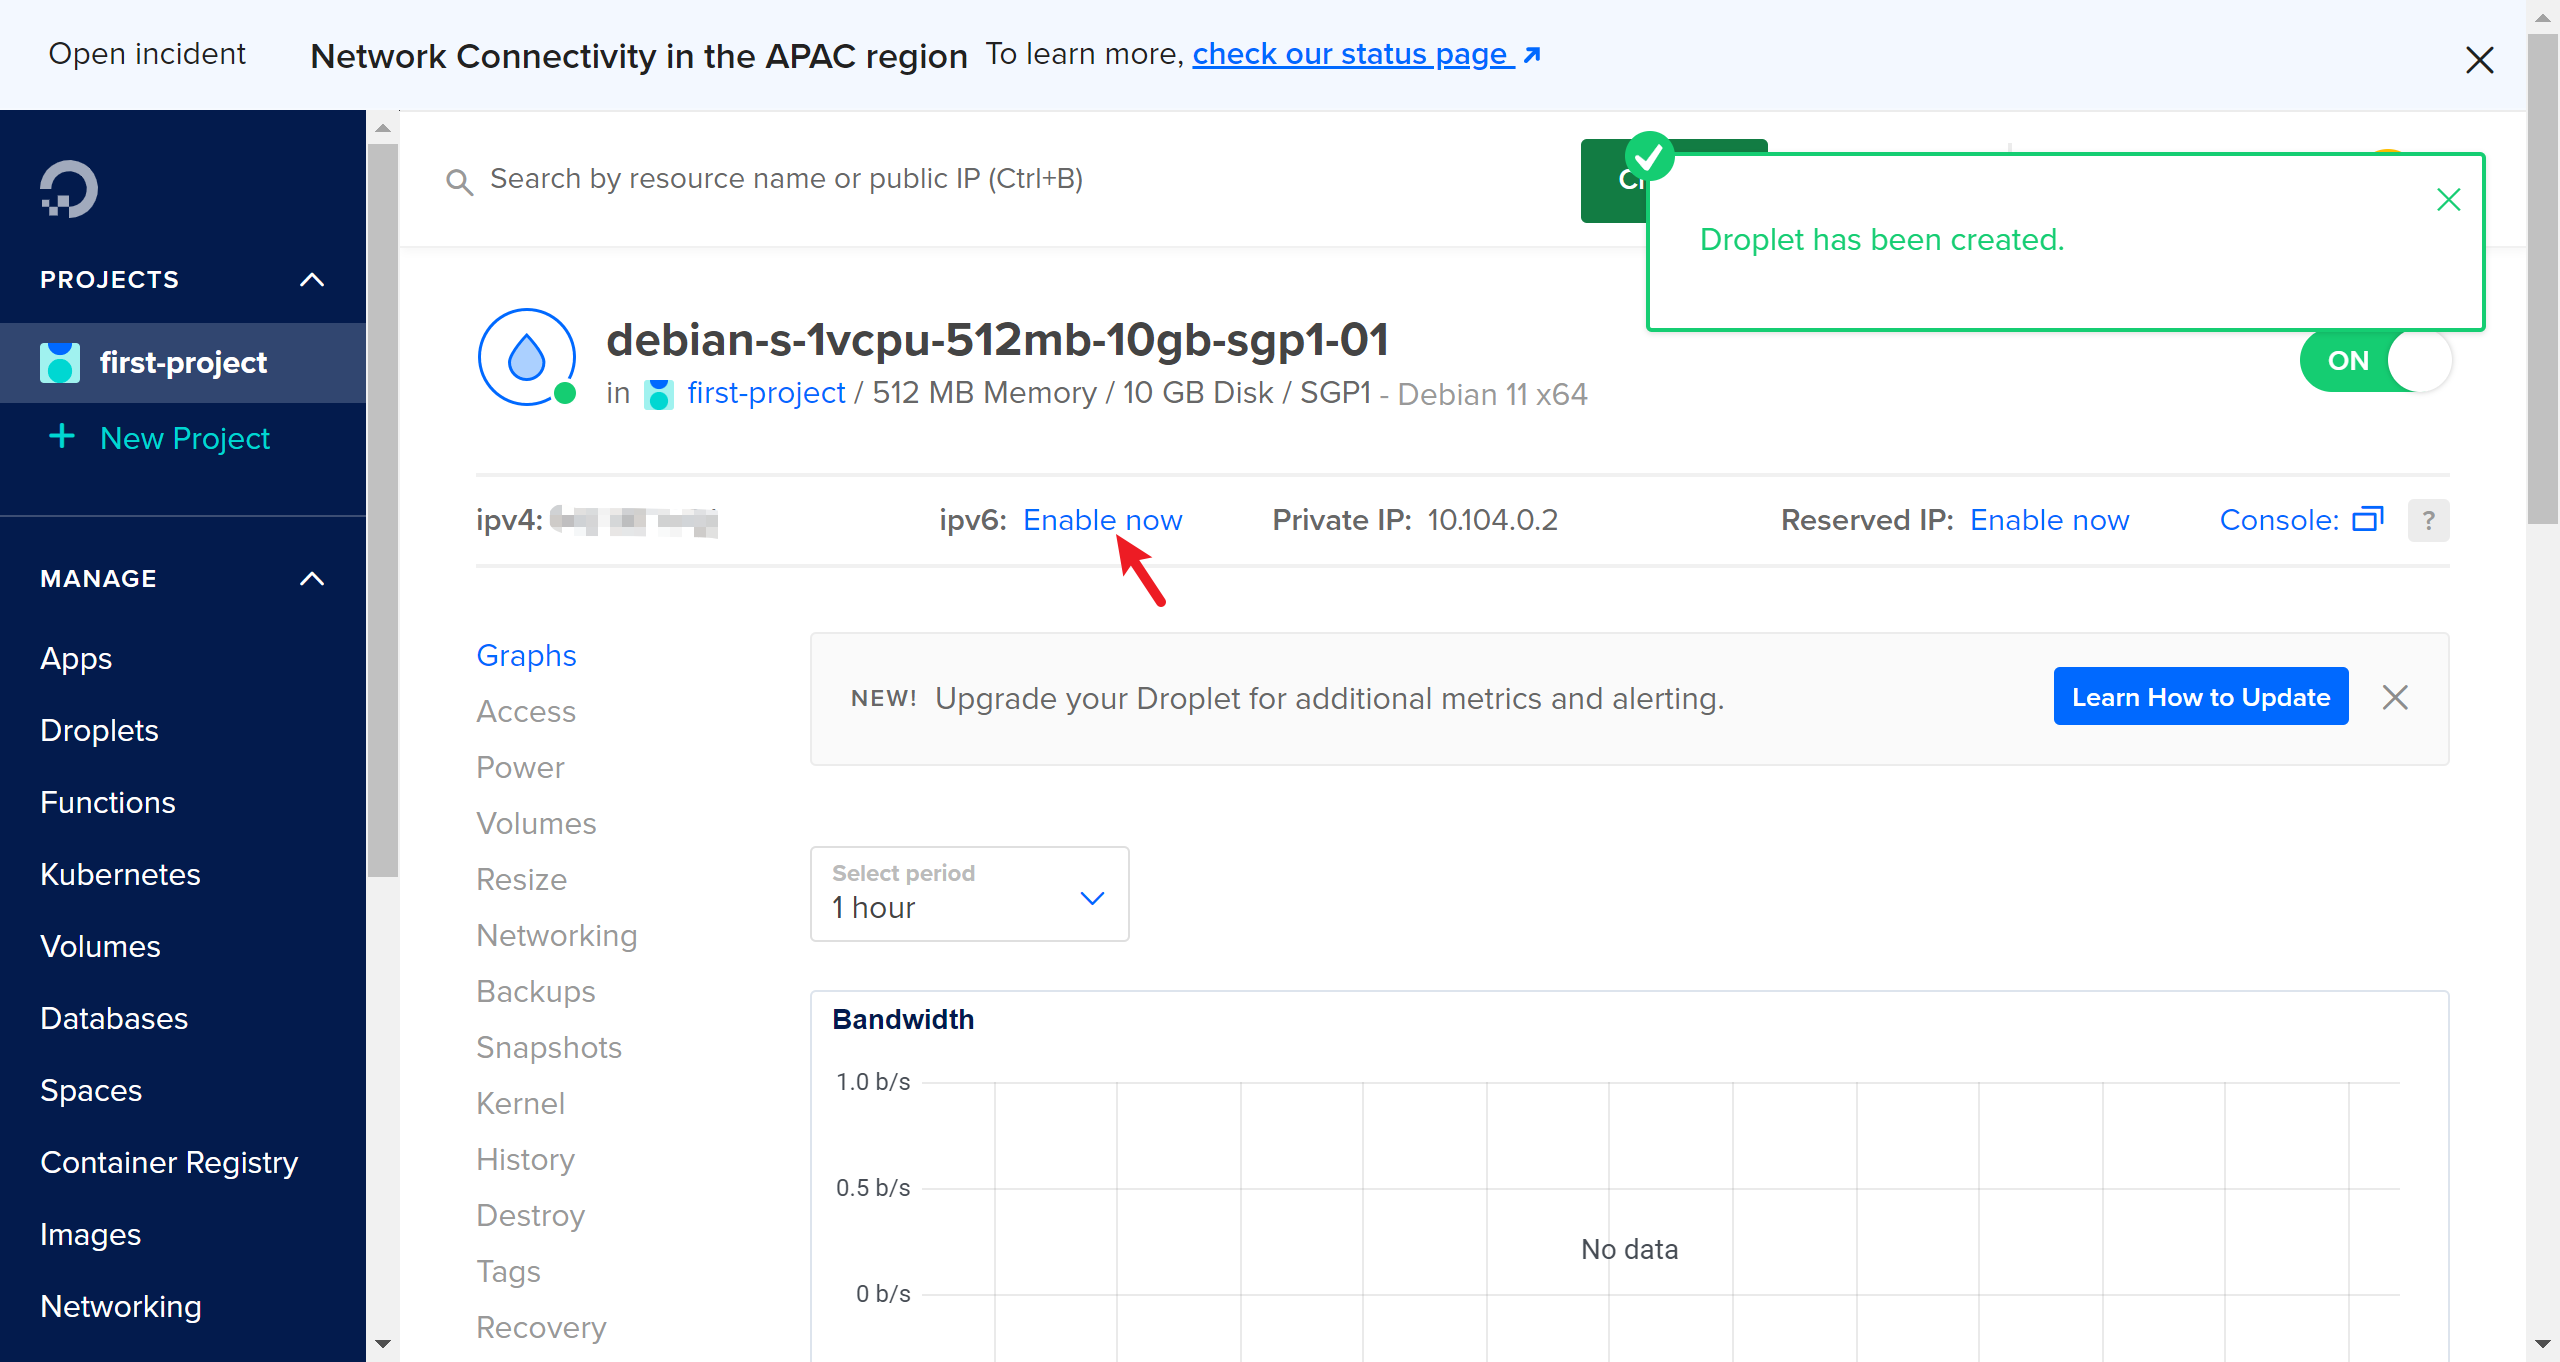 Open incident Network Connectivity in the APAC region To learn more, check our status page
Search by resource name or public IP (Ctrl+B)
Droplet has been created.
PROJECTS
first-project
New Project
MANAGE
Apps
Droplets
Functions
Kubernetes
Volumes
Databases
Spaces
Container Registry
Images
Networking
debian-s-1vcpu-512mb-10gb-sgp1-01
in first-project / 512 MB Memory / 10 GB Disk / SGP1 - Debian 11 x64
ON
ipv4: ipv6: Enable now Private IP: 10.104.0.2 Reserved IP: Enable now Console: ?
Graphs
Access
Power
Volumes
Resize
Networking
Backups
Snapshots
Kernel
History
Destroy
Tags
Recovery
NEW! Upgrade your Droplet for additional metrics and alerting.
Learn How to Update
Select period
1 hour
Bandwidth
1.0 b/s
0.5 b/s
No data
0 b/s